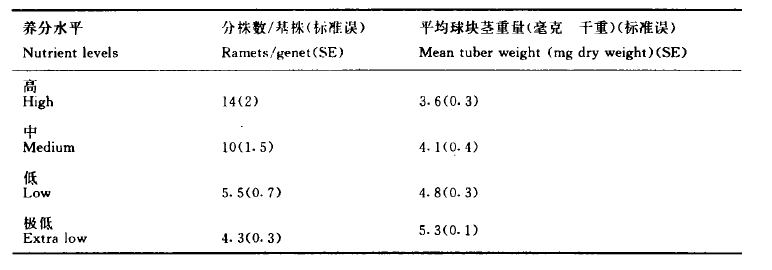 养分水平 分株数/基株(标准误) 平均球块茎重量(毫克 干重)(标准误)
Nutrient levels Ramets/genet(SE) Mean tuber weight (mg dry weight)(SE)
高
High 14(2) 3.6(0.3)
中
Medium 10(1.5) 4.1(0.4)
低
Low 5.5(0.7) 4.8(0.3)
极低
Extra low 4.3(0.3) 5.3(0.1)